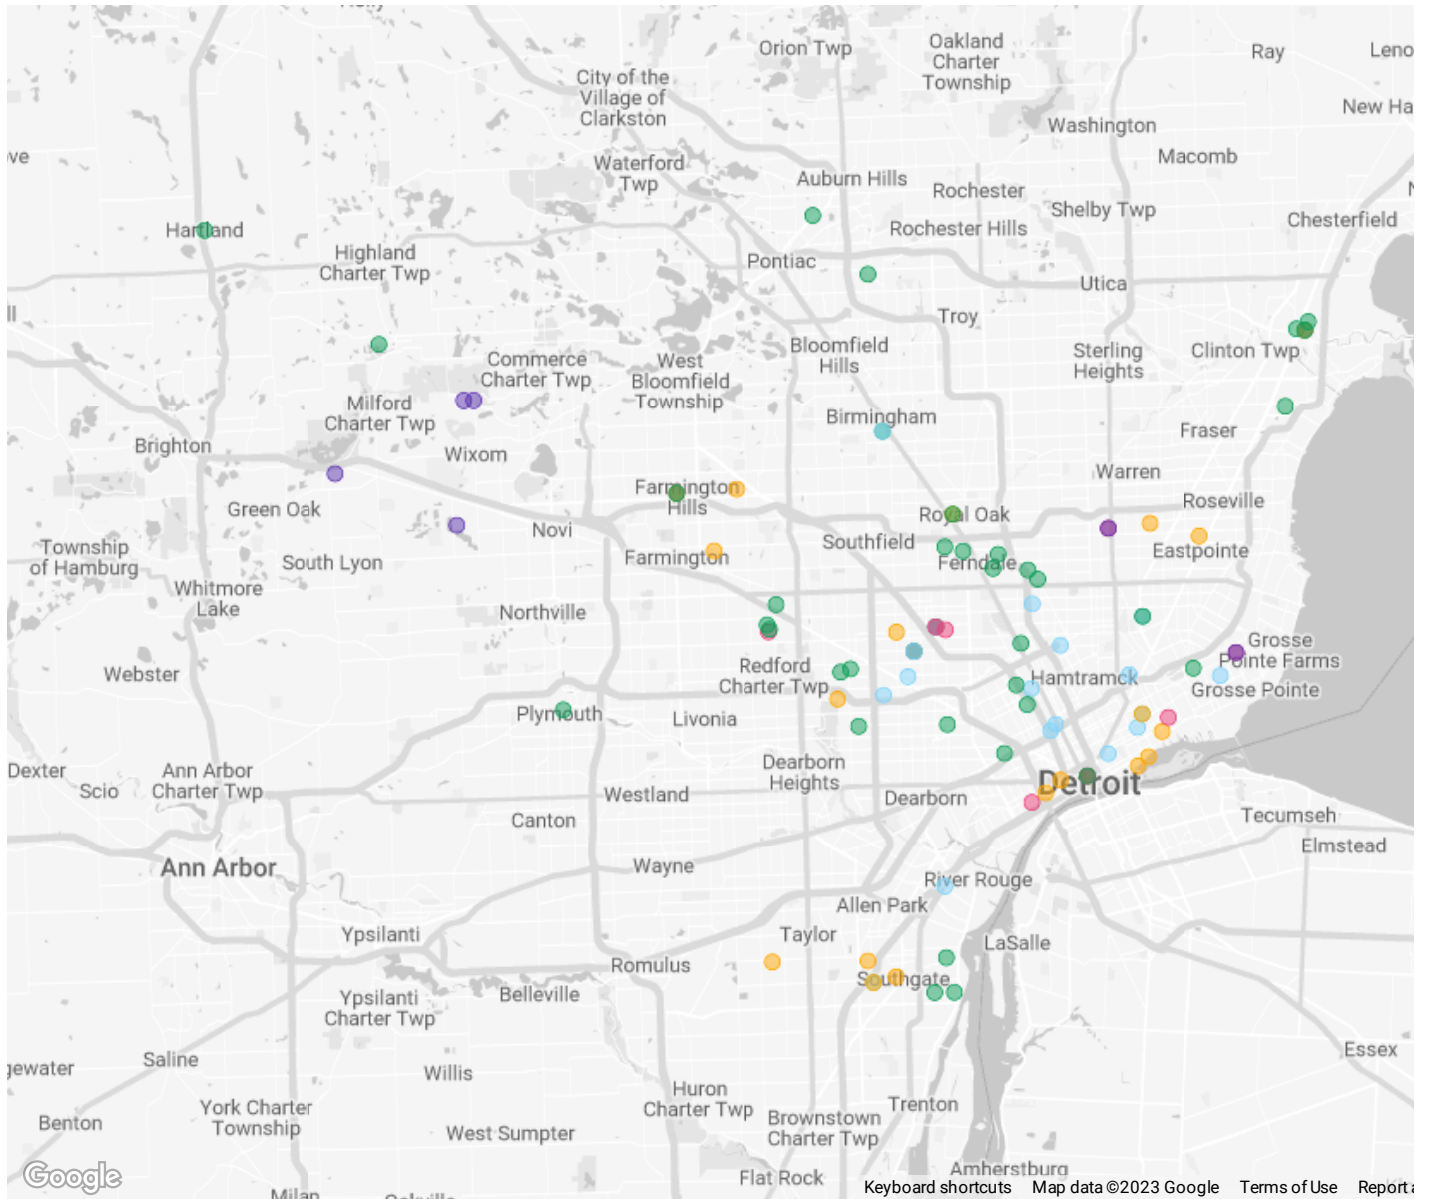 Orion Twp
Oakland
Charter
Township
Ray
Leno
City of the
Village of
Clarkston
New Ha
Washington
ve
Macomb
Waterford
Twp
Auburn Hills
Rochester
Shelby Twp
Chesterfield
Hartland
Rochester Hills
Highland
Charter Twp
Pontiac
Utica
ll
Troy
Commerce
Charter Twp
West
Bloomfield
Township
Bloomfield
Hills
Sterling
Heights
Clinton Twp
Milford
Charter Twp
Birmingham
Fraser
Brighton
Wixom
Warren
Farmington
Hills
Roseville
Green Oak
Royal Oak
Novi
Southfield
Eastpointe
Township
of Hamburg
South Lyon
Farmington
Ferndale
Whitmore
Lake
Northville
Grosse
Pointe Farms
Webster
Redford
Charter Twp
Hamtramck
Grosse Pointe
Plymouth
Livonia
Dexter
Scio
Ann Arbor
Charter Twp
Dearborn
Heights
Detroit
Westland
Dearborn
Canton
Tecumseh
Elmstead
Ann Arbor
Wayne
River Rouge
Allen Park
Ypsilanti
Taylor
LaSalle
Romulus
Southgate
Ypsilanti
Charter Twp
Belleville
Saline
Essex
gewater
Willis
Huron
Charter Twp
Benton
York Charter
Township
Trenton
West Sumpter
Brownstown
Charter Twp
Google
Flat Rock
Amherstburg
Milan
Keyboard shortcuts Map data ©2023 Google Terms of Use Report a